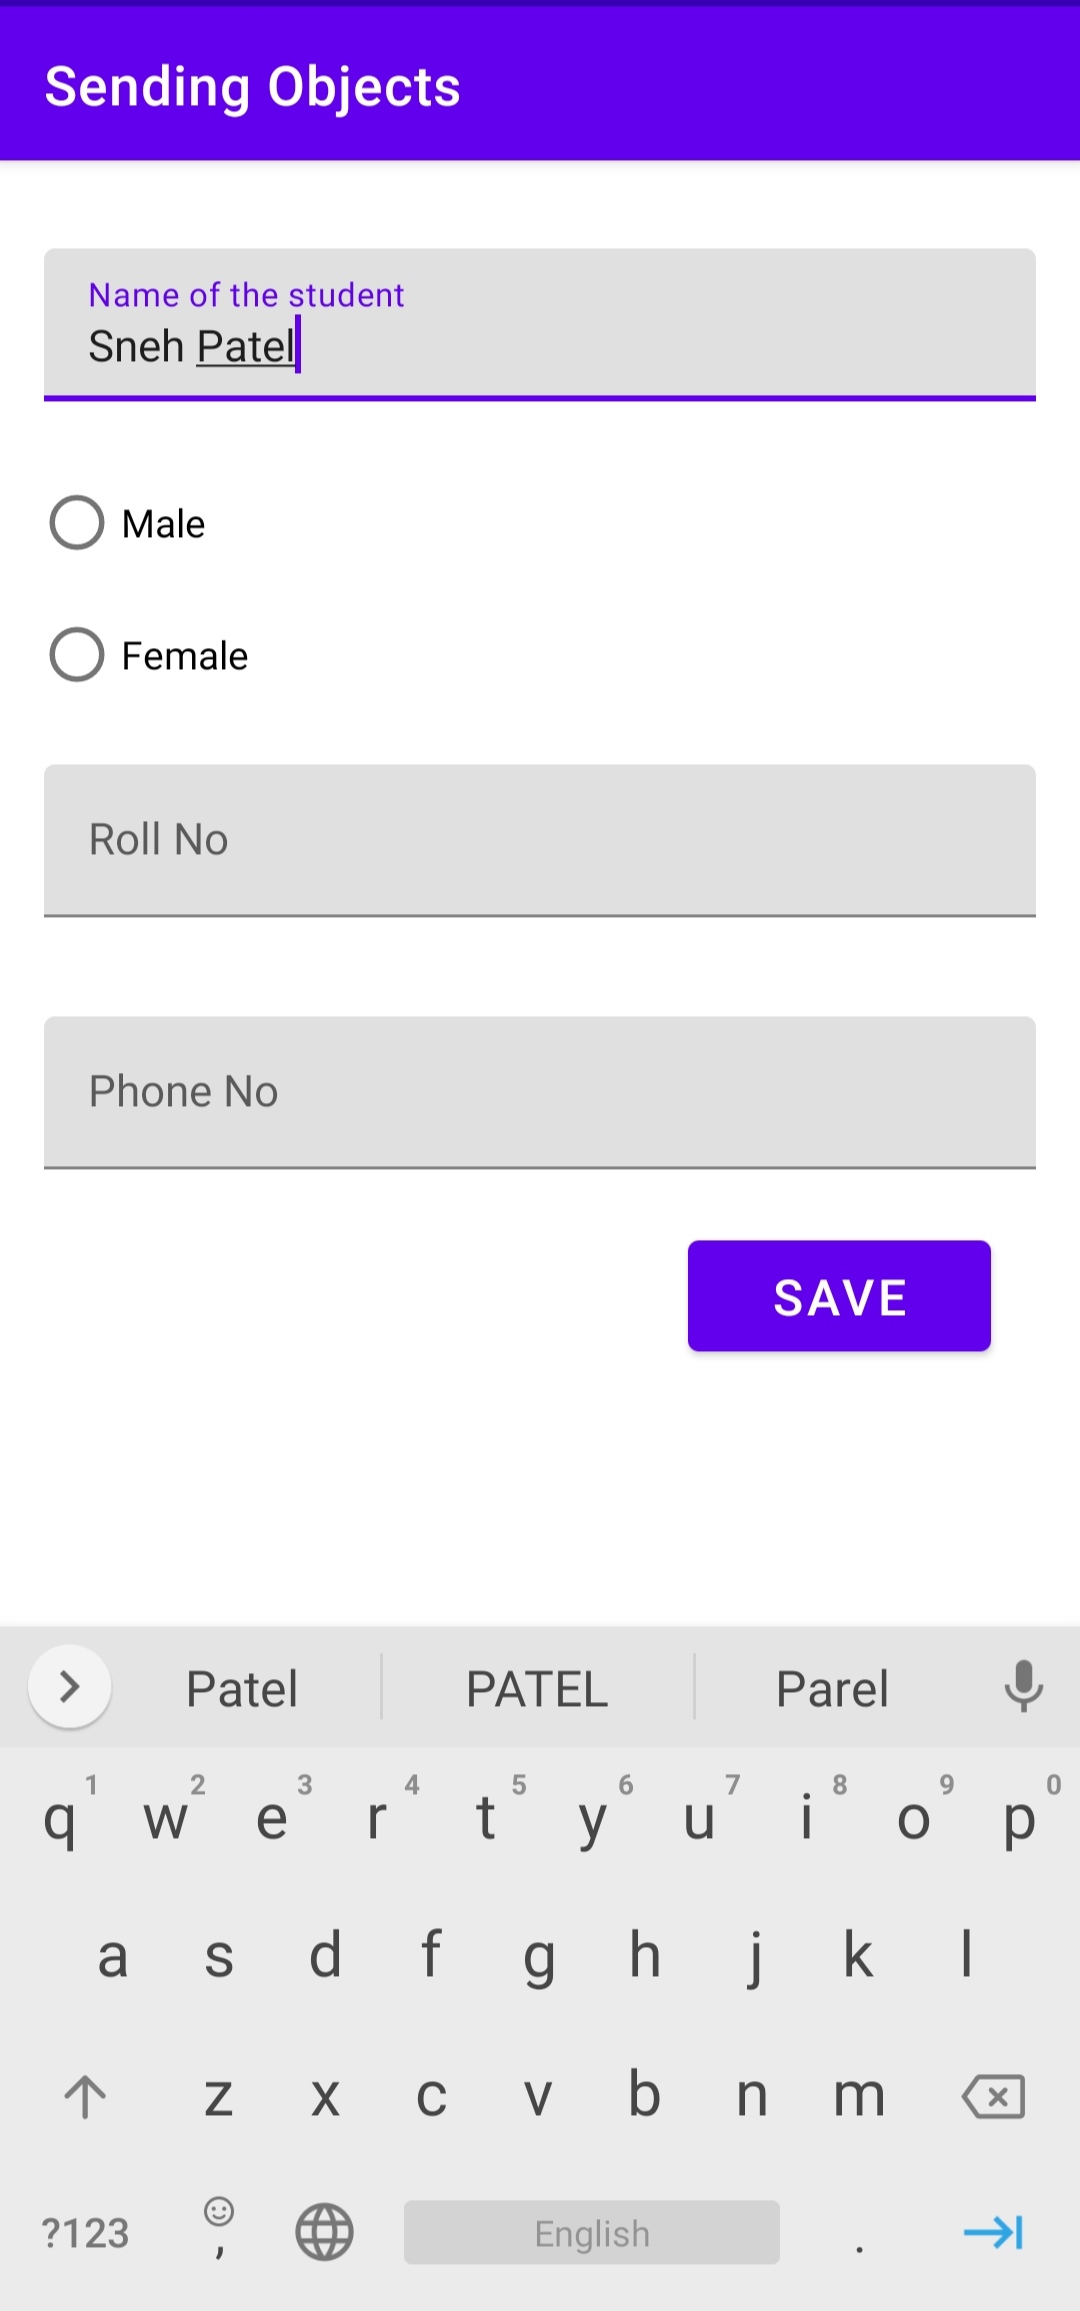 Sending Objects
Name of the student
Sneh Patel
Male
Female
Roll No
Phone No
SAVE
Patel PATEL Parel
1 2 3 4 5 6 7 8 9 0
q w e r t y u i o p
a s d f g h j k l
z x c v b n m
?123 , English .